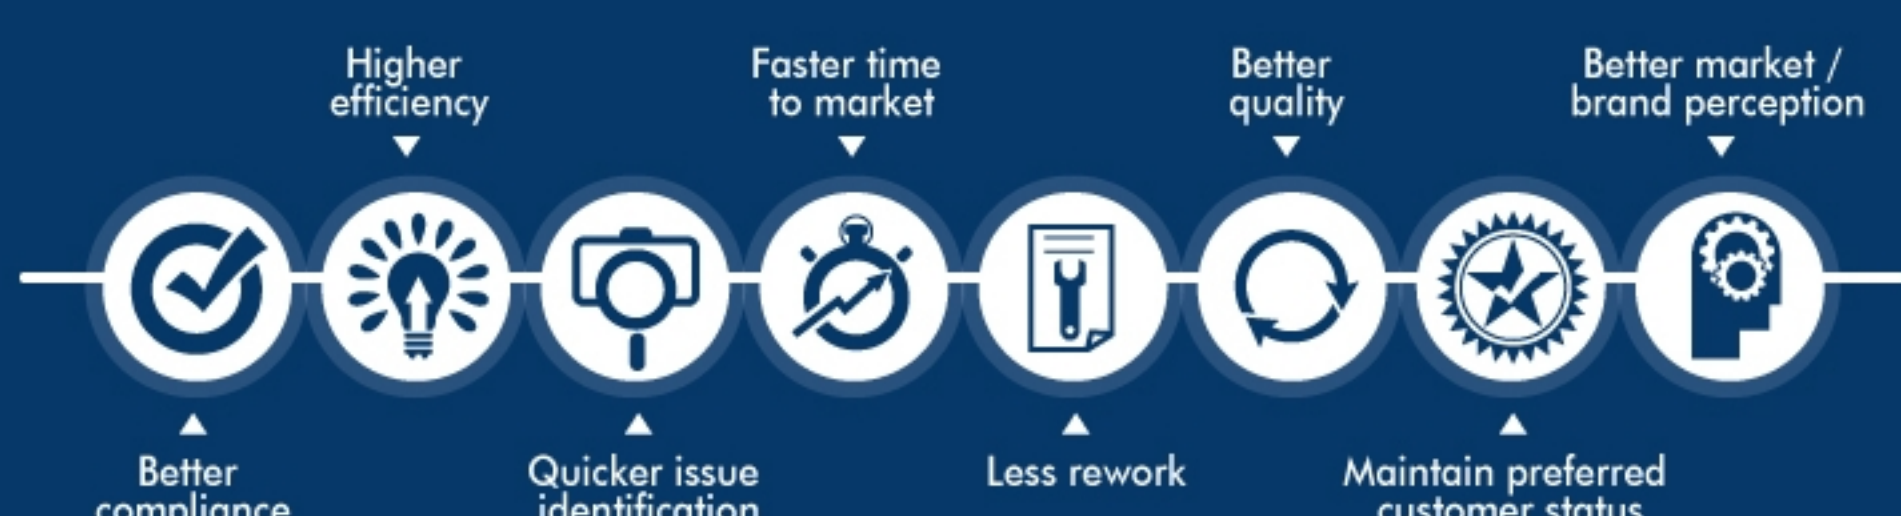 Higher
efficiency
Faster time
to market
Better
quality
Better market /
brand perception
Better
compliance
Quicker issue
identification
Less rework
Maintain preferred
customer status